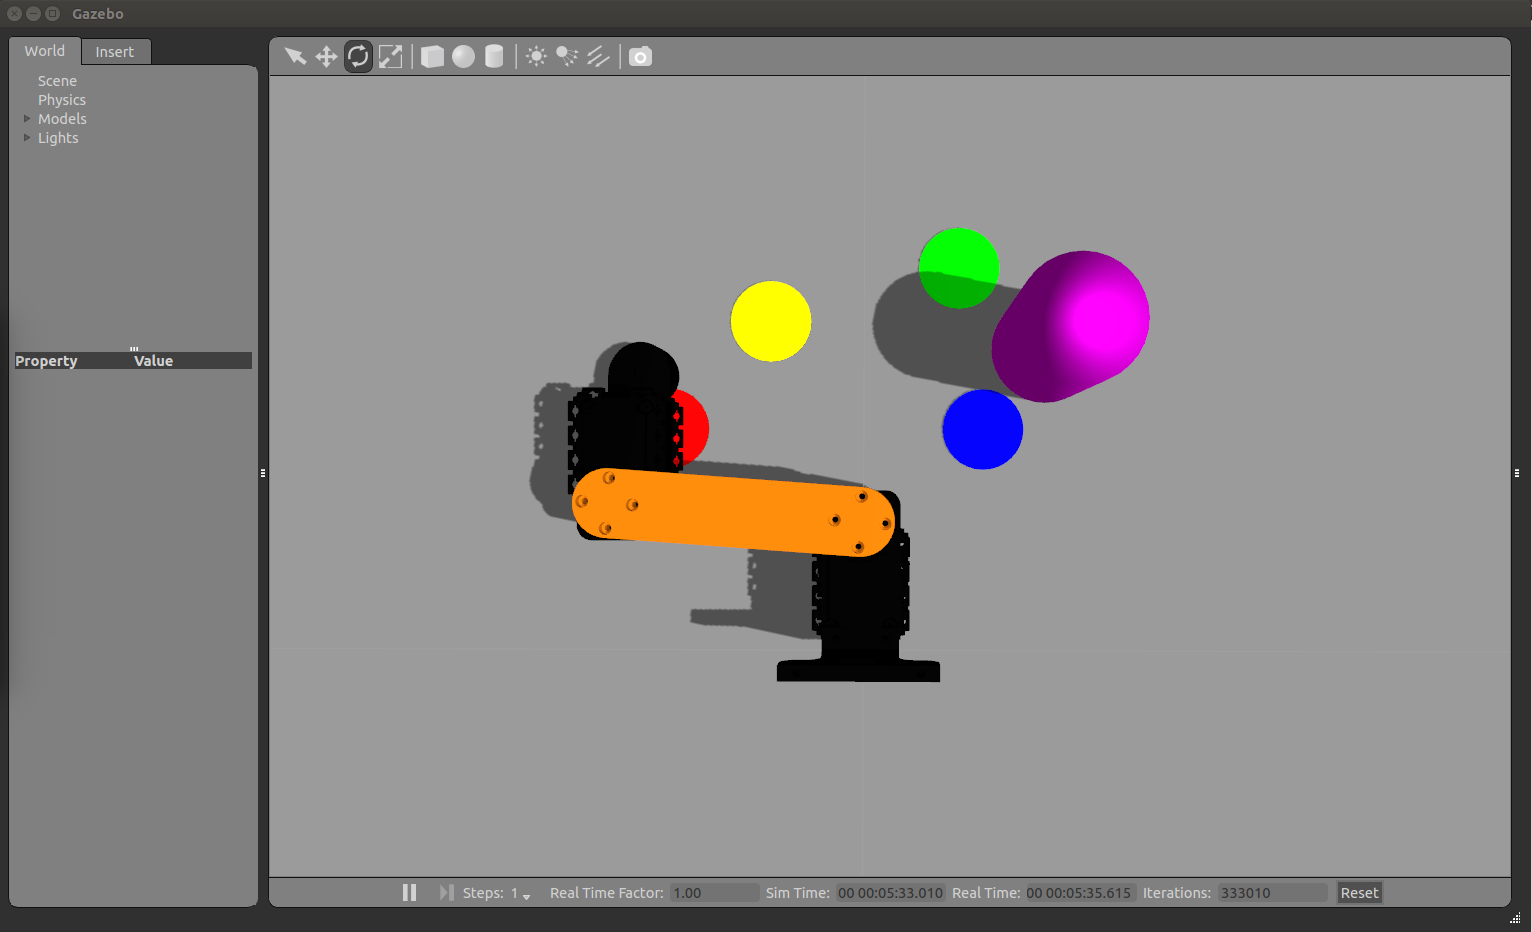 Gazebo
World Insert
Scene
Physics
Models
Lights
Property Value
Steps: 1 Real Time Factor: 1.00 Sim Time: 00 00:05:33.010 Real Time: 00 00:05:35.615 Iterations: 333010 Reset